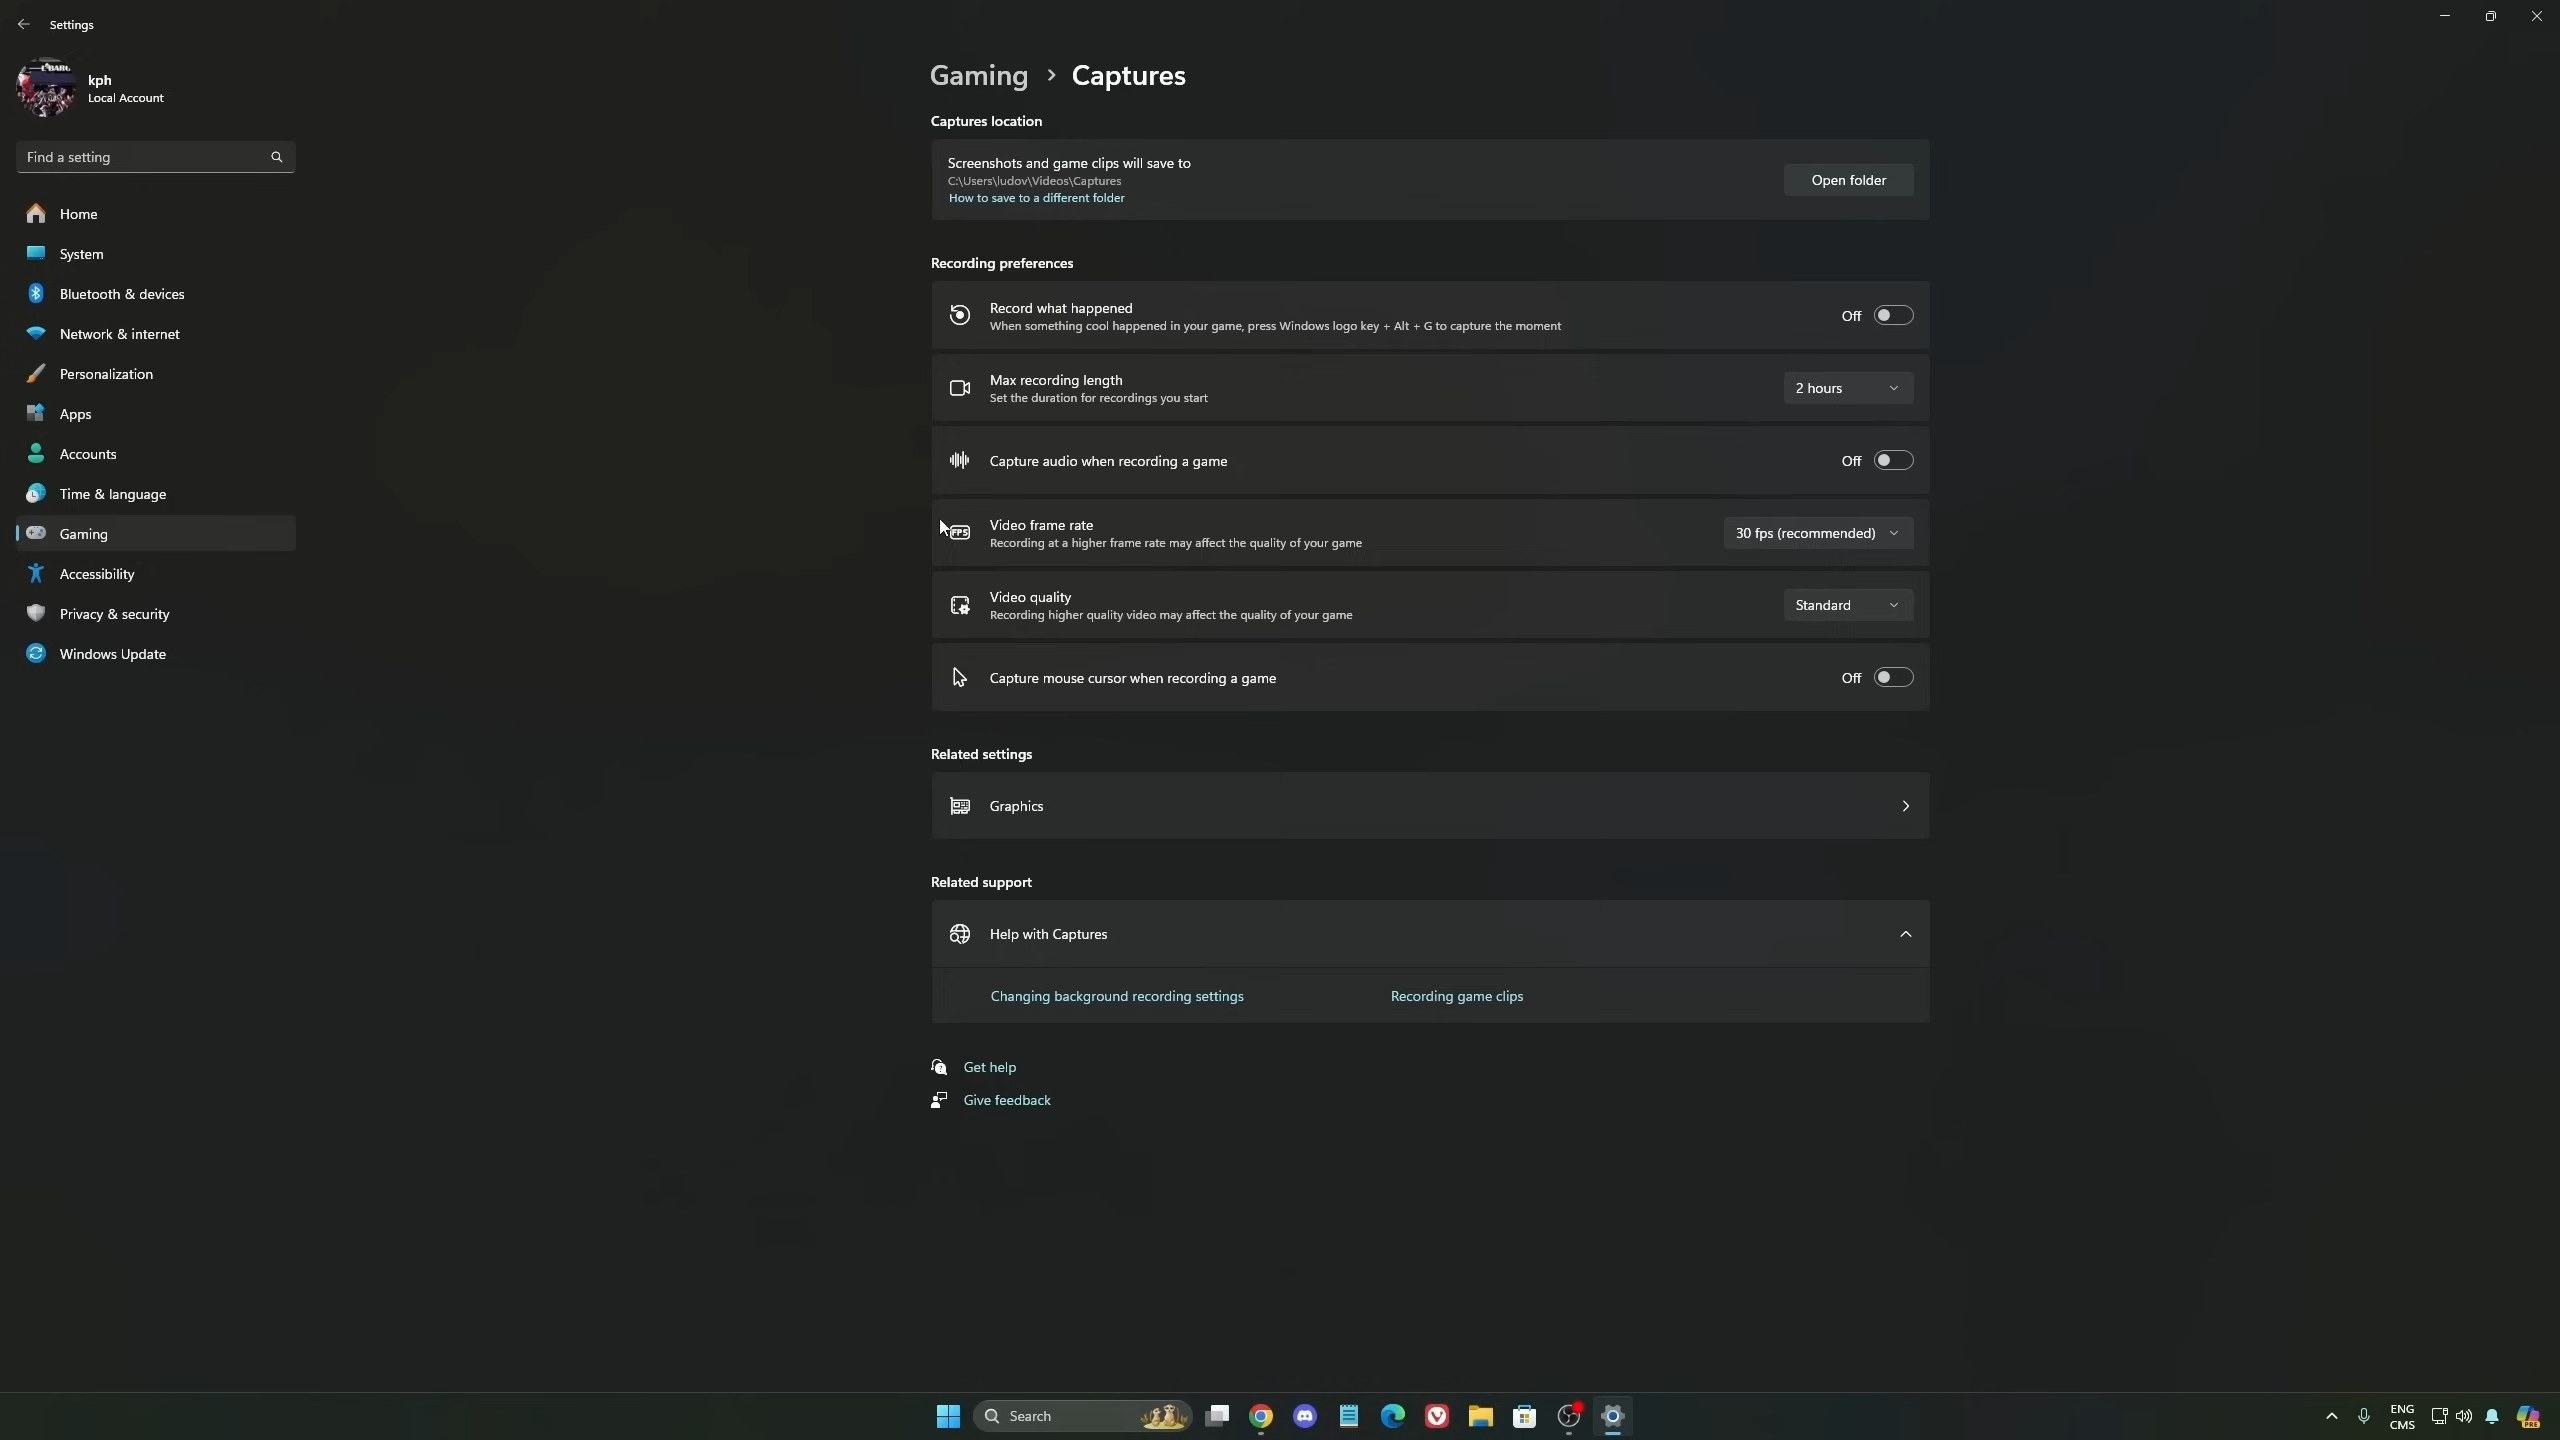 Settings
kph
Local Account
Find a setting
Home
System
Bluetooth & devices
Network & internet
Personalization
Apps
Accounts
Time & language
Gaming
Accessibility
Privacy & security
Windows Update
Gaming > Captures
Captures location
Screenshots and game clips will save to
C:\Users\ludov\Videos\Captures
How to save to a different folder
Open folder
Recording preferences
Record what happened
When something cool happened in your game, press Windows logo key + Alt + G to capture the moment
Off
Max recording length
Set the duration for recordings you start
2 hours
Capture audio when recording a game
Off
FPS
Video frame rate
Recording at a higher frame rate may affect the quality of your game
30 fps (recommended)
Video quality
Recording higher quality video may affect the quality of your game
Standard
Capture mouse cursor when recording a game
Off
Related settings
Graphics
Related support
Help with Captures
Changing background recording settings
Recording game clips
Get help
Give feedback
Search
ENG
CMS
PRE